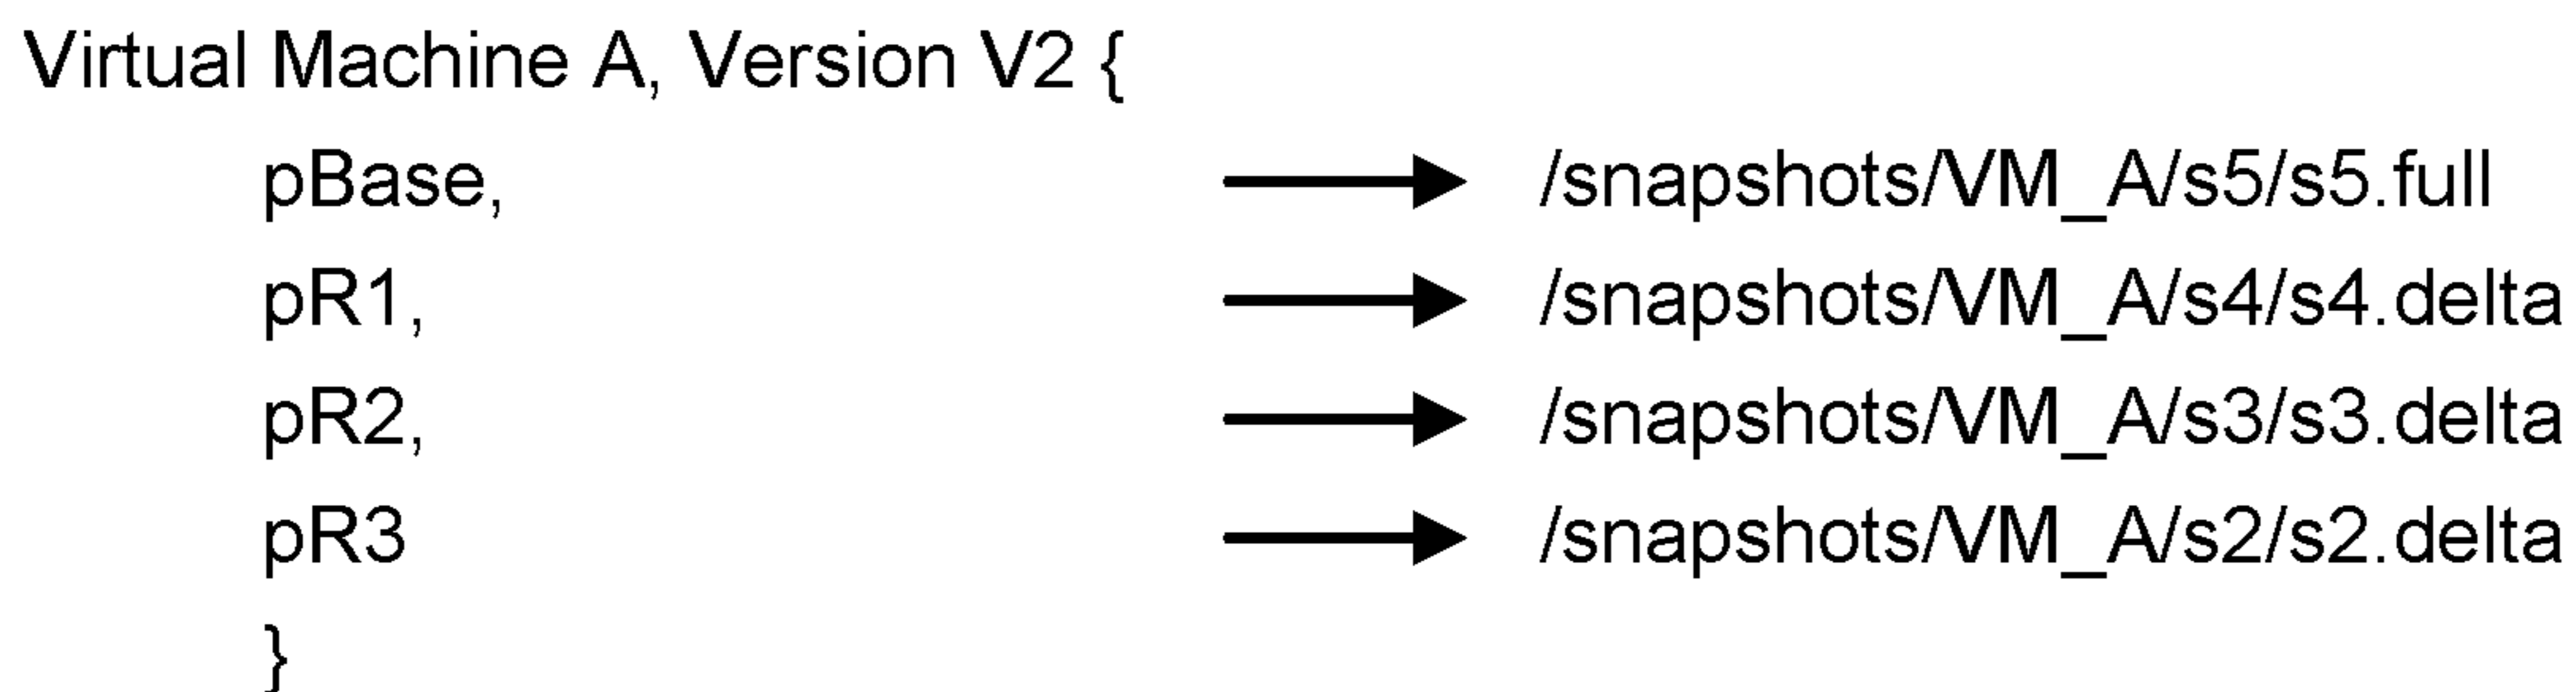 Virtual Machine A, Version V2 {
pBase, /snapshots/VM_A/s5/s5.full
pR1, /snapshots/VM_A/s4/s4.delta
pR2, /snapshots/VM_A/s3/s3.delta
pR3 /snapshots/VM_A/s2/s2.delta
}